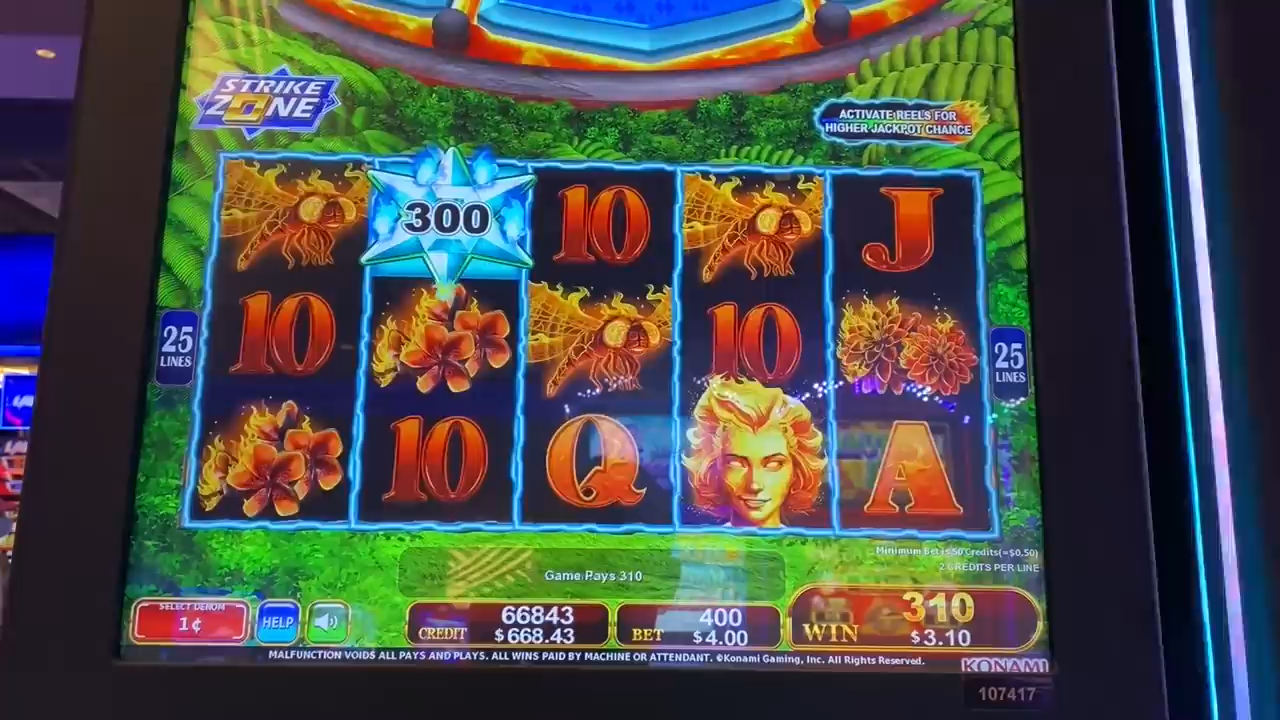 STRIKE
ZONE
ACTIVATE REELS FOR
HIGHER JACKPOT CHANCE
300
10
J
10
10
25
LINES
25
LINES
10
Q
A
Minimum Bet is 50 Credits(=$0.50)
2 CREDITS PER LINE
Game Pays 310
SELECT DENOM
1¢
HELP
66843
CREDIT $668.43
400
BET $4.00
310
WIN $3.10
MALFUNCTION VOIDS ALL PAYS AND PLAYS. ALL WINS PAID BY MACHINE OR ATTENDANT. ©Konami Gaming, Inc. All Rights Reserved.
KONAMI
107417